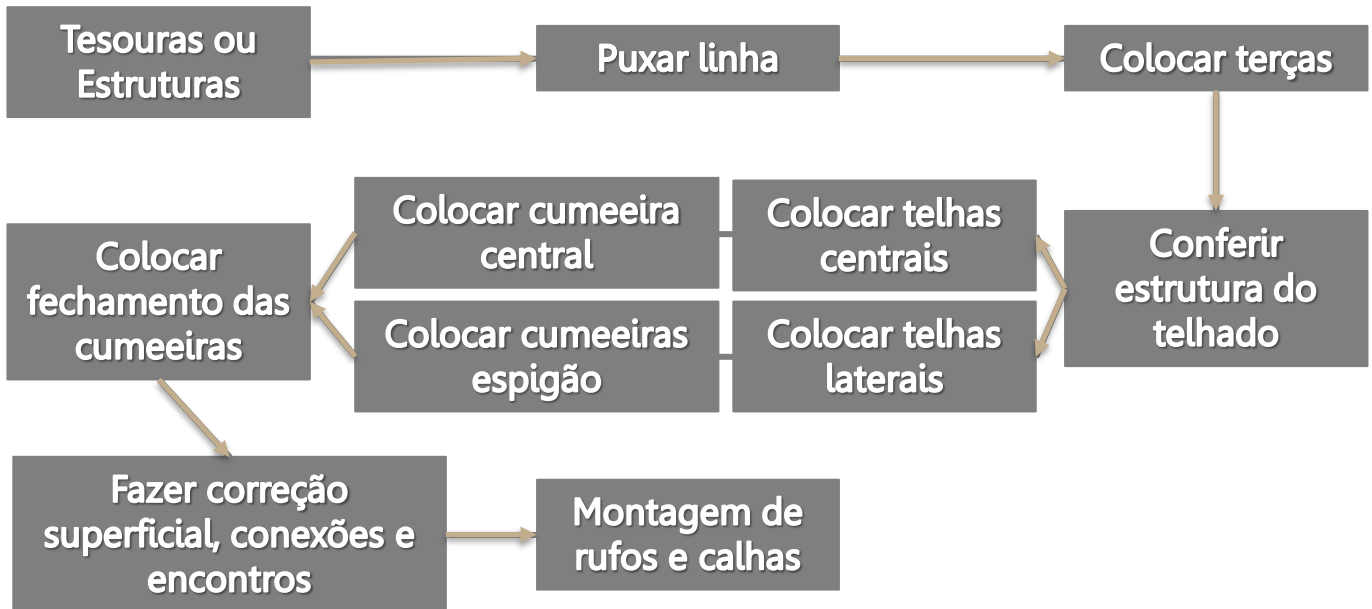 Tesouras ou
Estruturas
Puxar linha
Colocar terças
Conferir
estrutura do
telhado
Colocar telhas
centrais
Colocar cumeeira
central
Colocar telhas
laterais
Colocar cumeeiras
espigão
Colocar
fechamento das
cumeeiras
Fazer correção
superficial, conexões e
encontros
Montagem de
rufos e calhas